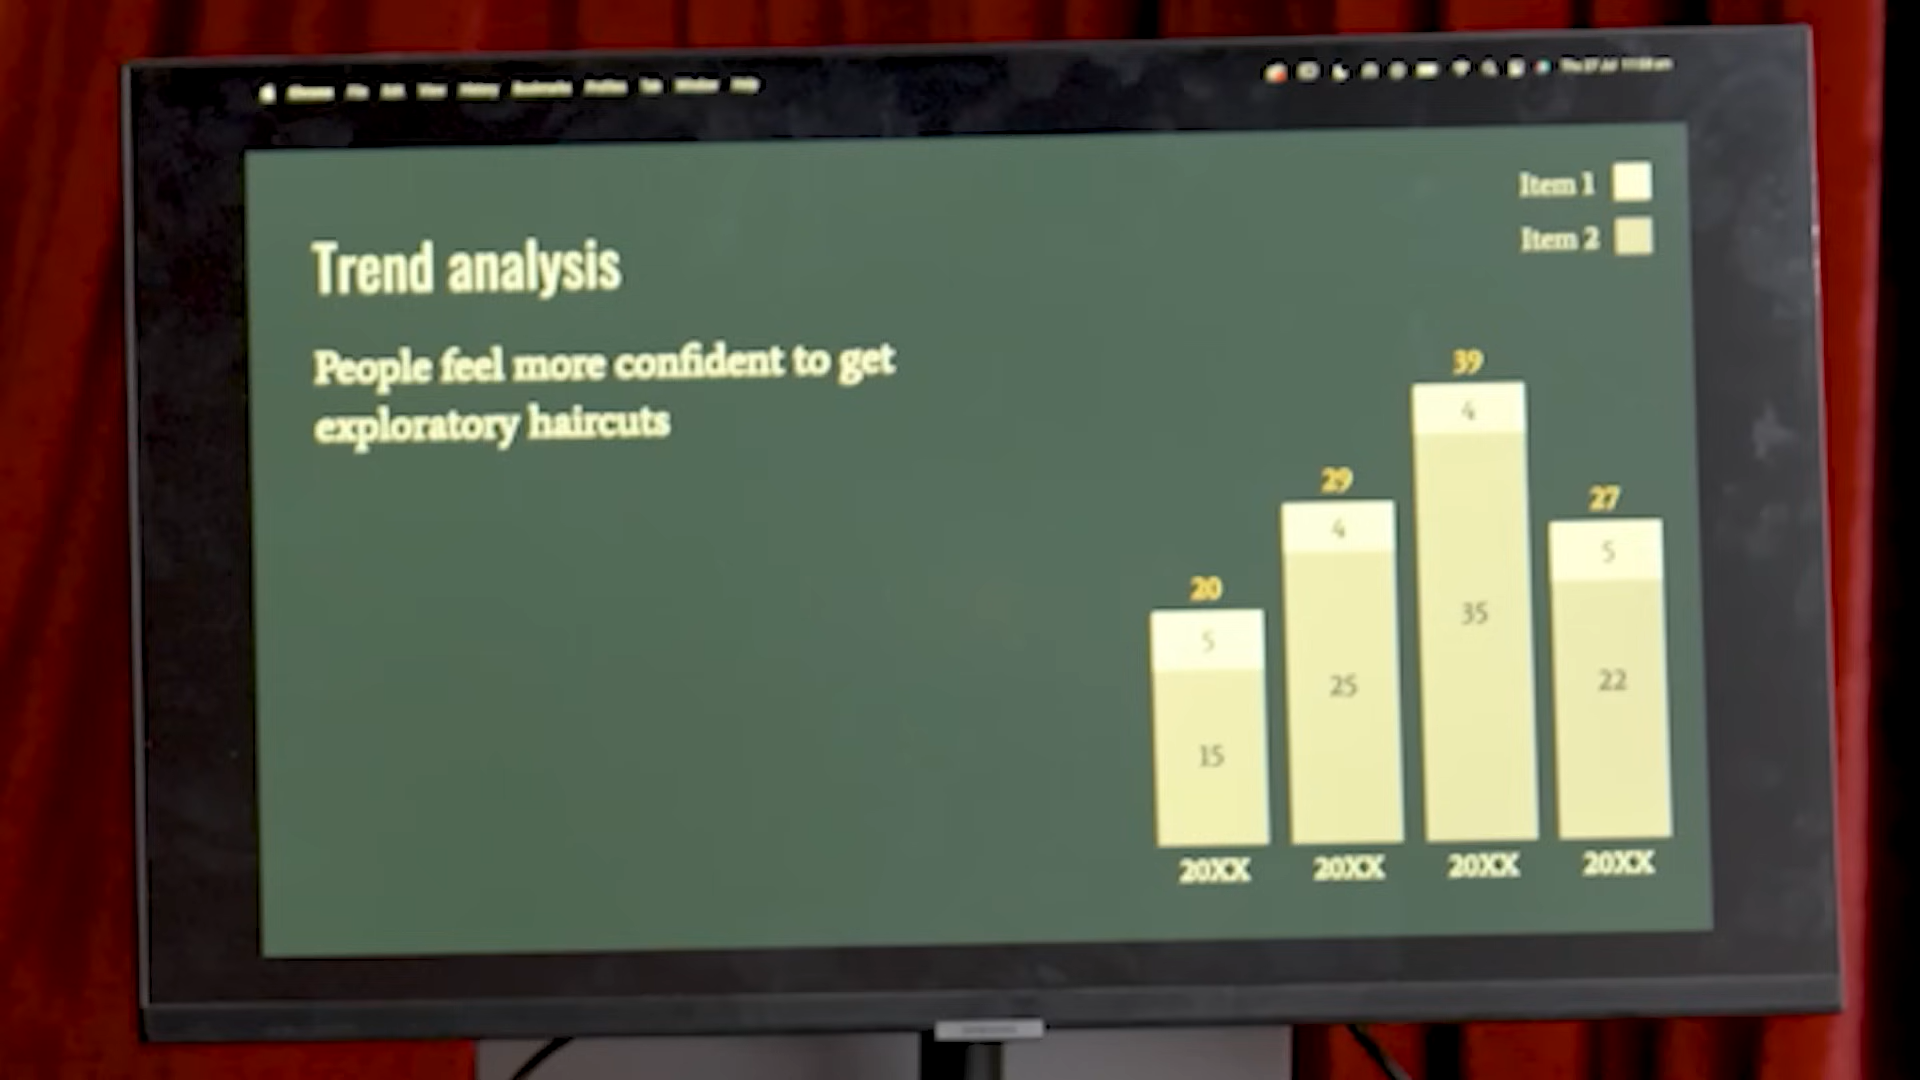 History
Item 1
Item 2
Trend analysis
People feel more confident to get
exploratory haircuts
39
4
29
4
27
5
20
5
35
25
22
15
20XX
20XX
20XX
20XX